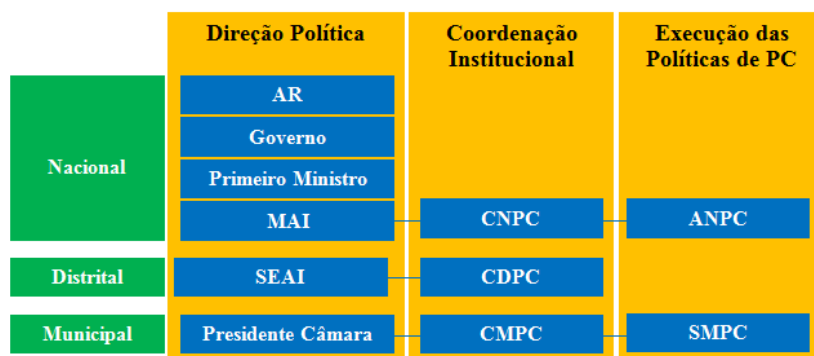 Direção Política
Coordenação
Institucional
Execução das
Políticas de PC
Nacional
AR
Governo
Primeiro Ministro
MAI
CNPC
ANPC
Distrital
SEAI
CDPC
Municipal
Presidente Câmara
CMPC
SMPC